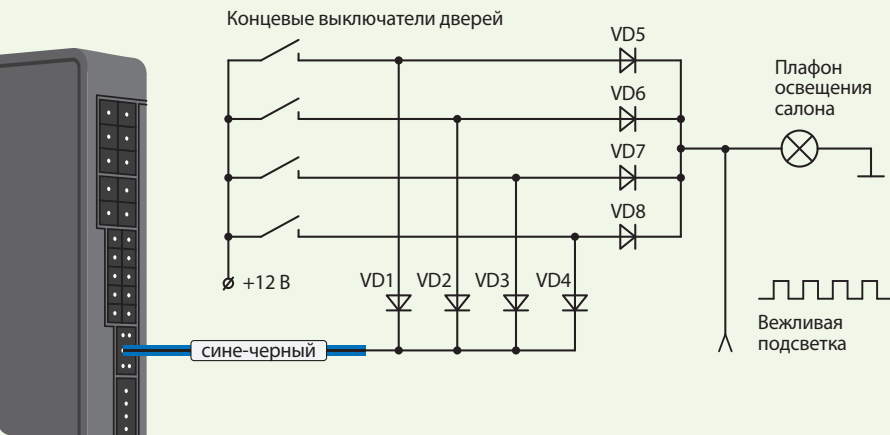 Концевые выключатели дверей
VD5
Плафон
освещения
салона
VD6
VD7
VD8
+12 В
VD1
VD2
VD3
VD4
Вежливая
подсветка
сине-черный